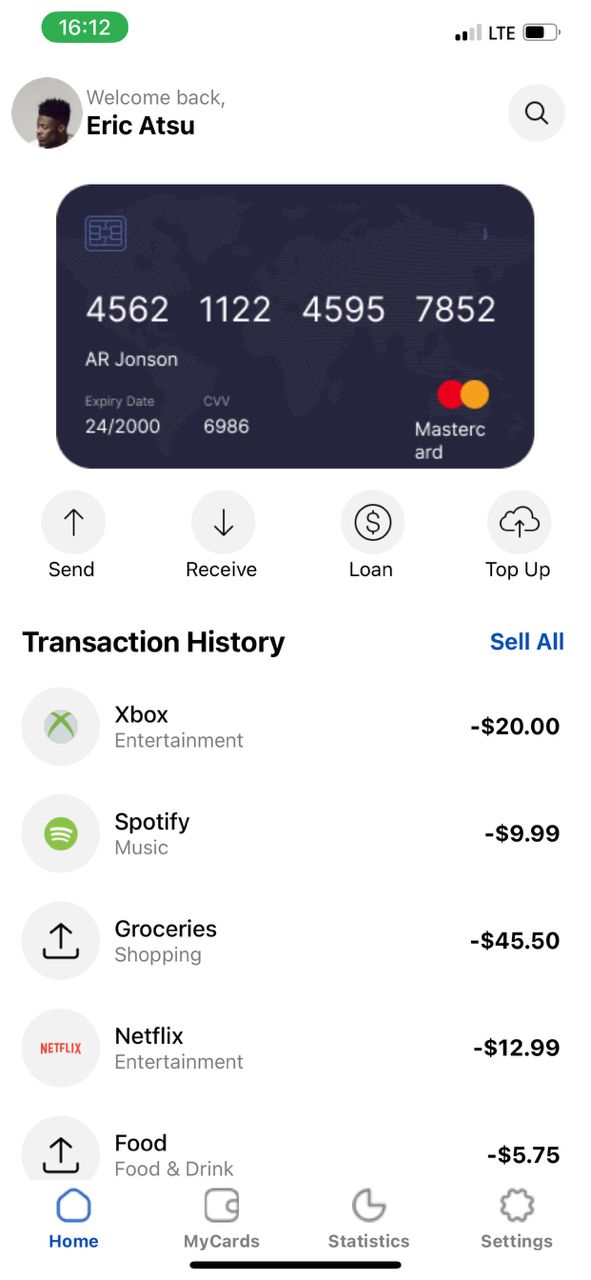 16:12
LTE
Welcome back,
Eric Atsu
4562 1122 4595 7852
AR Jonson
Expiry Date CVV
24/2000 6986
Masterc
ard
Send Receive Loan Top Up
Transaction History Sell All
Xbox
Entertainment
-$20.00
Spotify
Music
-$9.99
Groceries
Shopping
-$45.50
NETFLIX
Netflix
Entertainment
-$12.99
Food
Food & Drink
-$5.75
Home MyCards Statistics Settings